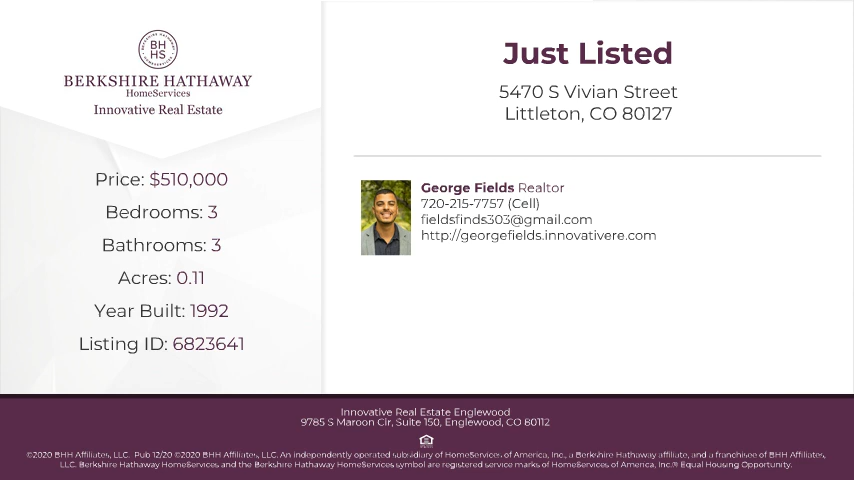 BERKSHIRE HATHAWAY
HomeServices
Innovative Real Estate
Price: $510,000
Bedrooms: 3
Bathrooms: 3
Acres: 0.11
Year Built: 1992
Listing ID: 6823641
Just Listed
5470 S Vivian Street
Littleton, CO 80127
George Fields Realtor
720-215-7757 (Cell)
fieldsfinds303@gmail.com
http://georgefields.innovativere.com
Innovative Real Estate Englewood
9785 S Maroon CIr, Suite 150, Englewood, CO 80112
©2020 BHH Affiliates, LLC. Pub 12/20 ©2020 BHH Affiliates, LLC. An independently operated subsidiary of HomeServices of America, Inc., a Berkshire Hathaway affiliate, and a franchisee of BHH Affiliates,
LLC. Berkshire Hathaway HomeServices and the Berkshire Hathaway HomeServices symbol are registered service marks of HomeServices of America, Inc.® Equal Housing Opportunity.